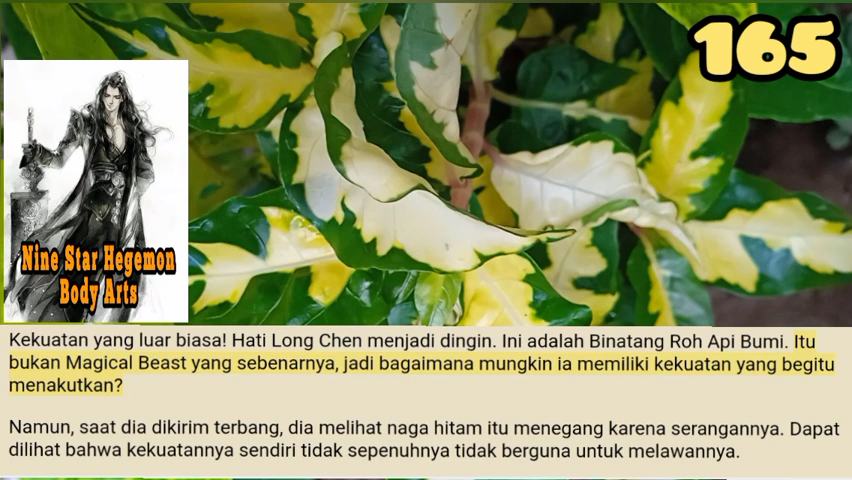 165
Nine Star Hegemon
Body Arts
Kekuatan yang luar biasa! Hati Long Chen menjadi dingin. Ini adalah Binatang Roh Api Bumi. Itu
bukan Magical Beast yang sebenarnya, jadi bagaimana mungkin ia memiliki kekuatan yang begitu
menakutkan?
Namun, saat dia dikirim terbang, dia melihat naga hitam itu menegang karena serangannya. Dapat
dilihat bahwa kekuatannya sendiri tidak sepenuhnya tidak berguna untuk melawannya.